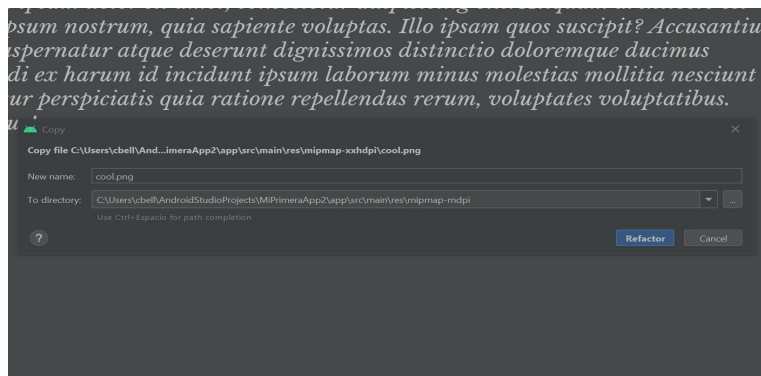 psum nostrum, quia sapiente voluptas. Illo ipsam quos suscipit? Accusantiu
spernatur atque deserunt dignissimos distinctio doloremque ducimus
di ex harum id incidunt ipsum laborum minus molestias mollitia nesciunt
ur perspiciatis quia ratione repellendus rerum, voluptates voluptatibus.
Copy
Copy file C:\Users\cbell\And...imeraApp2\app\src\main\res\mipmap-xxhdpi\cool.png
New name: cool.png
To directory: C:\Users\cbell\AndroidStudioProjects\MiPrimeraApp2\app\src\main\res\mipmap-mdpi ...
Use Ctrl+Espacio for path completion
? Refactor Cancel